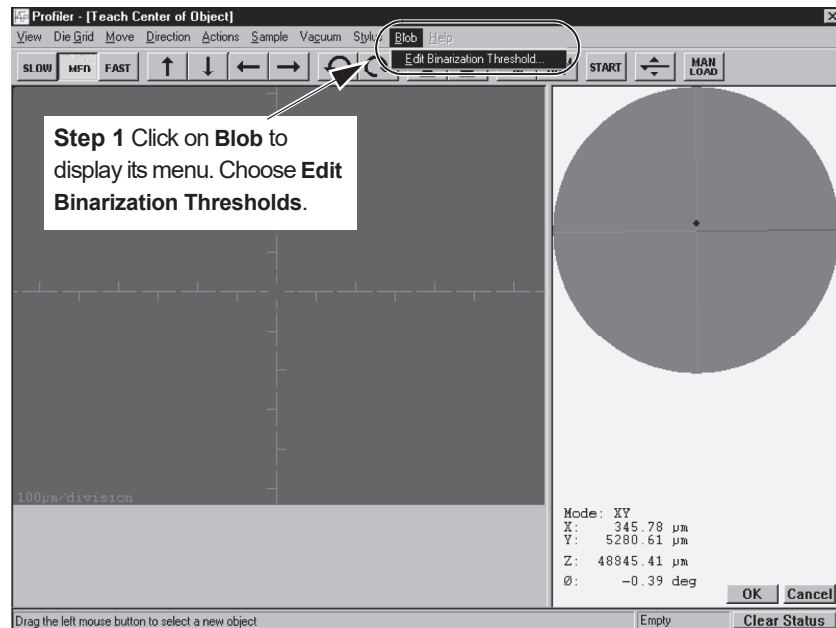 Profiler - [Teach Center of Object]
View Die Grid Move Direction Actions Sample Vacuum Stylus Blob Help
Edit Binarization Threshold...
SLOW MED FAST START MAN LOAD
Step 1 Click on Blob to
display its menu. Choose Edit
Binarization Thresholds.
100µm/division
Mode: XY
X: 345.78 µm
Y: 5280.61 µm
Z: 48845.41 µm
Ø: -0.39 deg
OK Cancel
Drag the left mouse button to select a new object Empty Clear Status